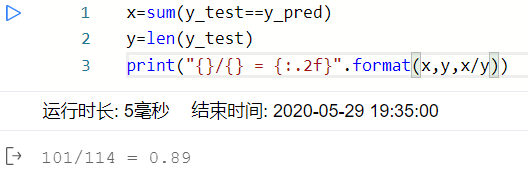 1 x=sum(y_test==y_pred)
2 y=len(y_test)
3 print("{}/{} = {:.2f}".format(x,y,x/y))
运行时长: 5毫秒 结束时间: 2020-05-29 19:35:00
101/114 = 0.89